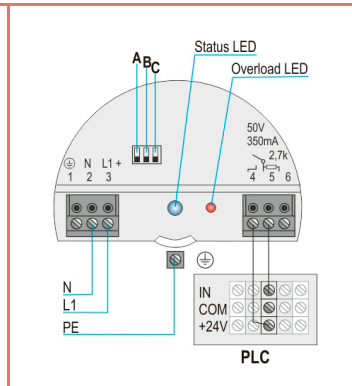 Status LED
ABC
Overload LED
50V
350mA
2,7k
N L1 +
1 2 3
4 5 6
N
L1
PE
IN
COM
+24V
PLC